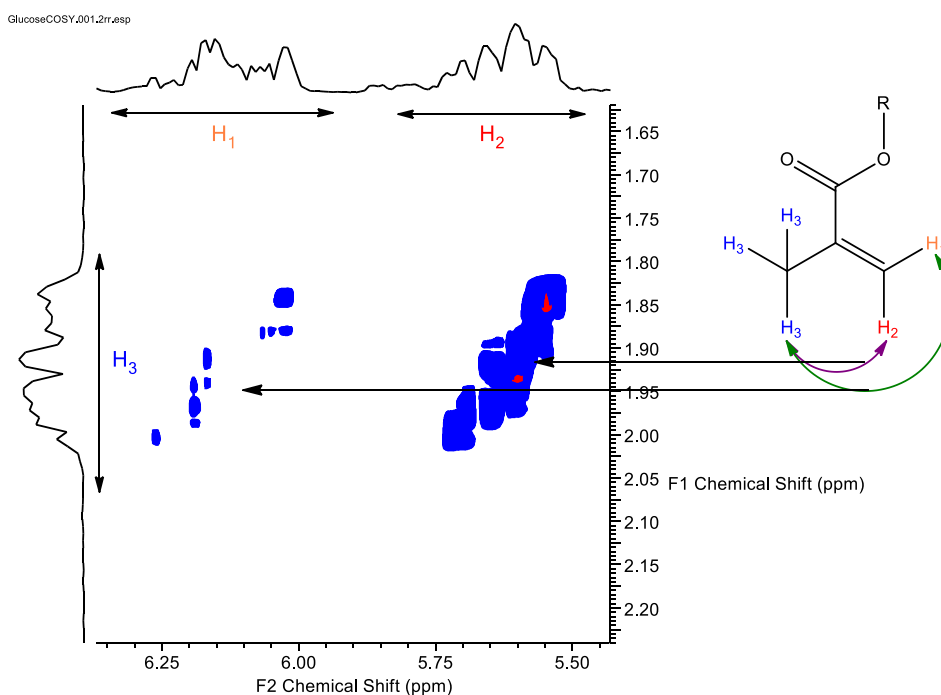 GlucoseCOSY.001.2rr.esp
H1
H2
H3
R
O
O
H3
H3
H3
H2
H
1.65
1.70
1.75
1.80
1.85
1.90
1.95
2.00
2.05
2.10
2.15
2.20
F1 Chemical Shift (ppm)
6.25 6.00 5.75 5.50
F2 Chemical Shift (ppm)